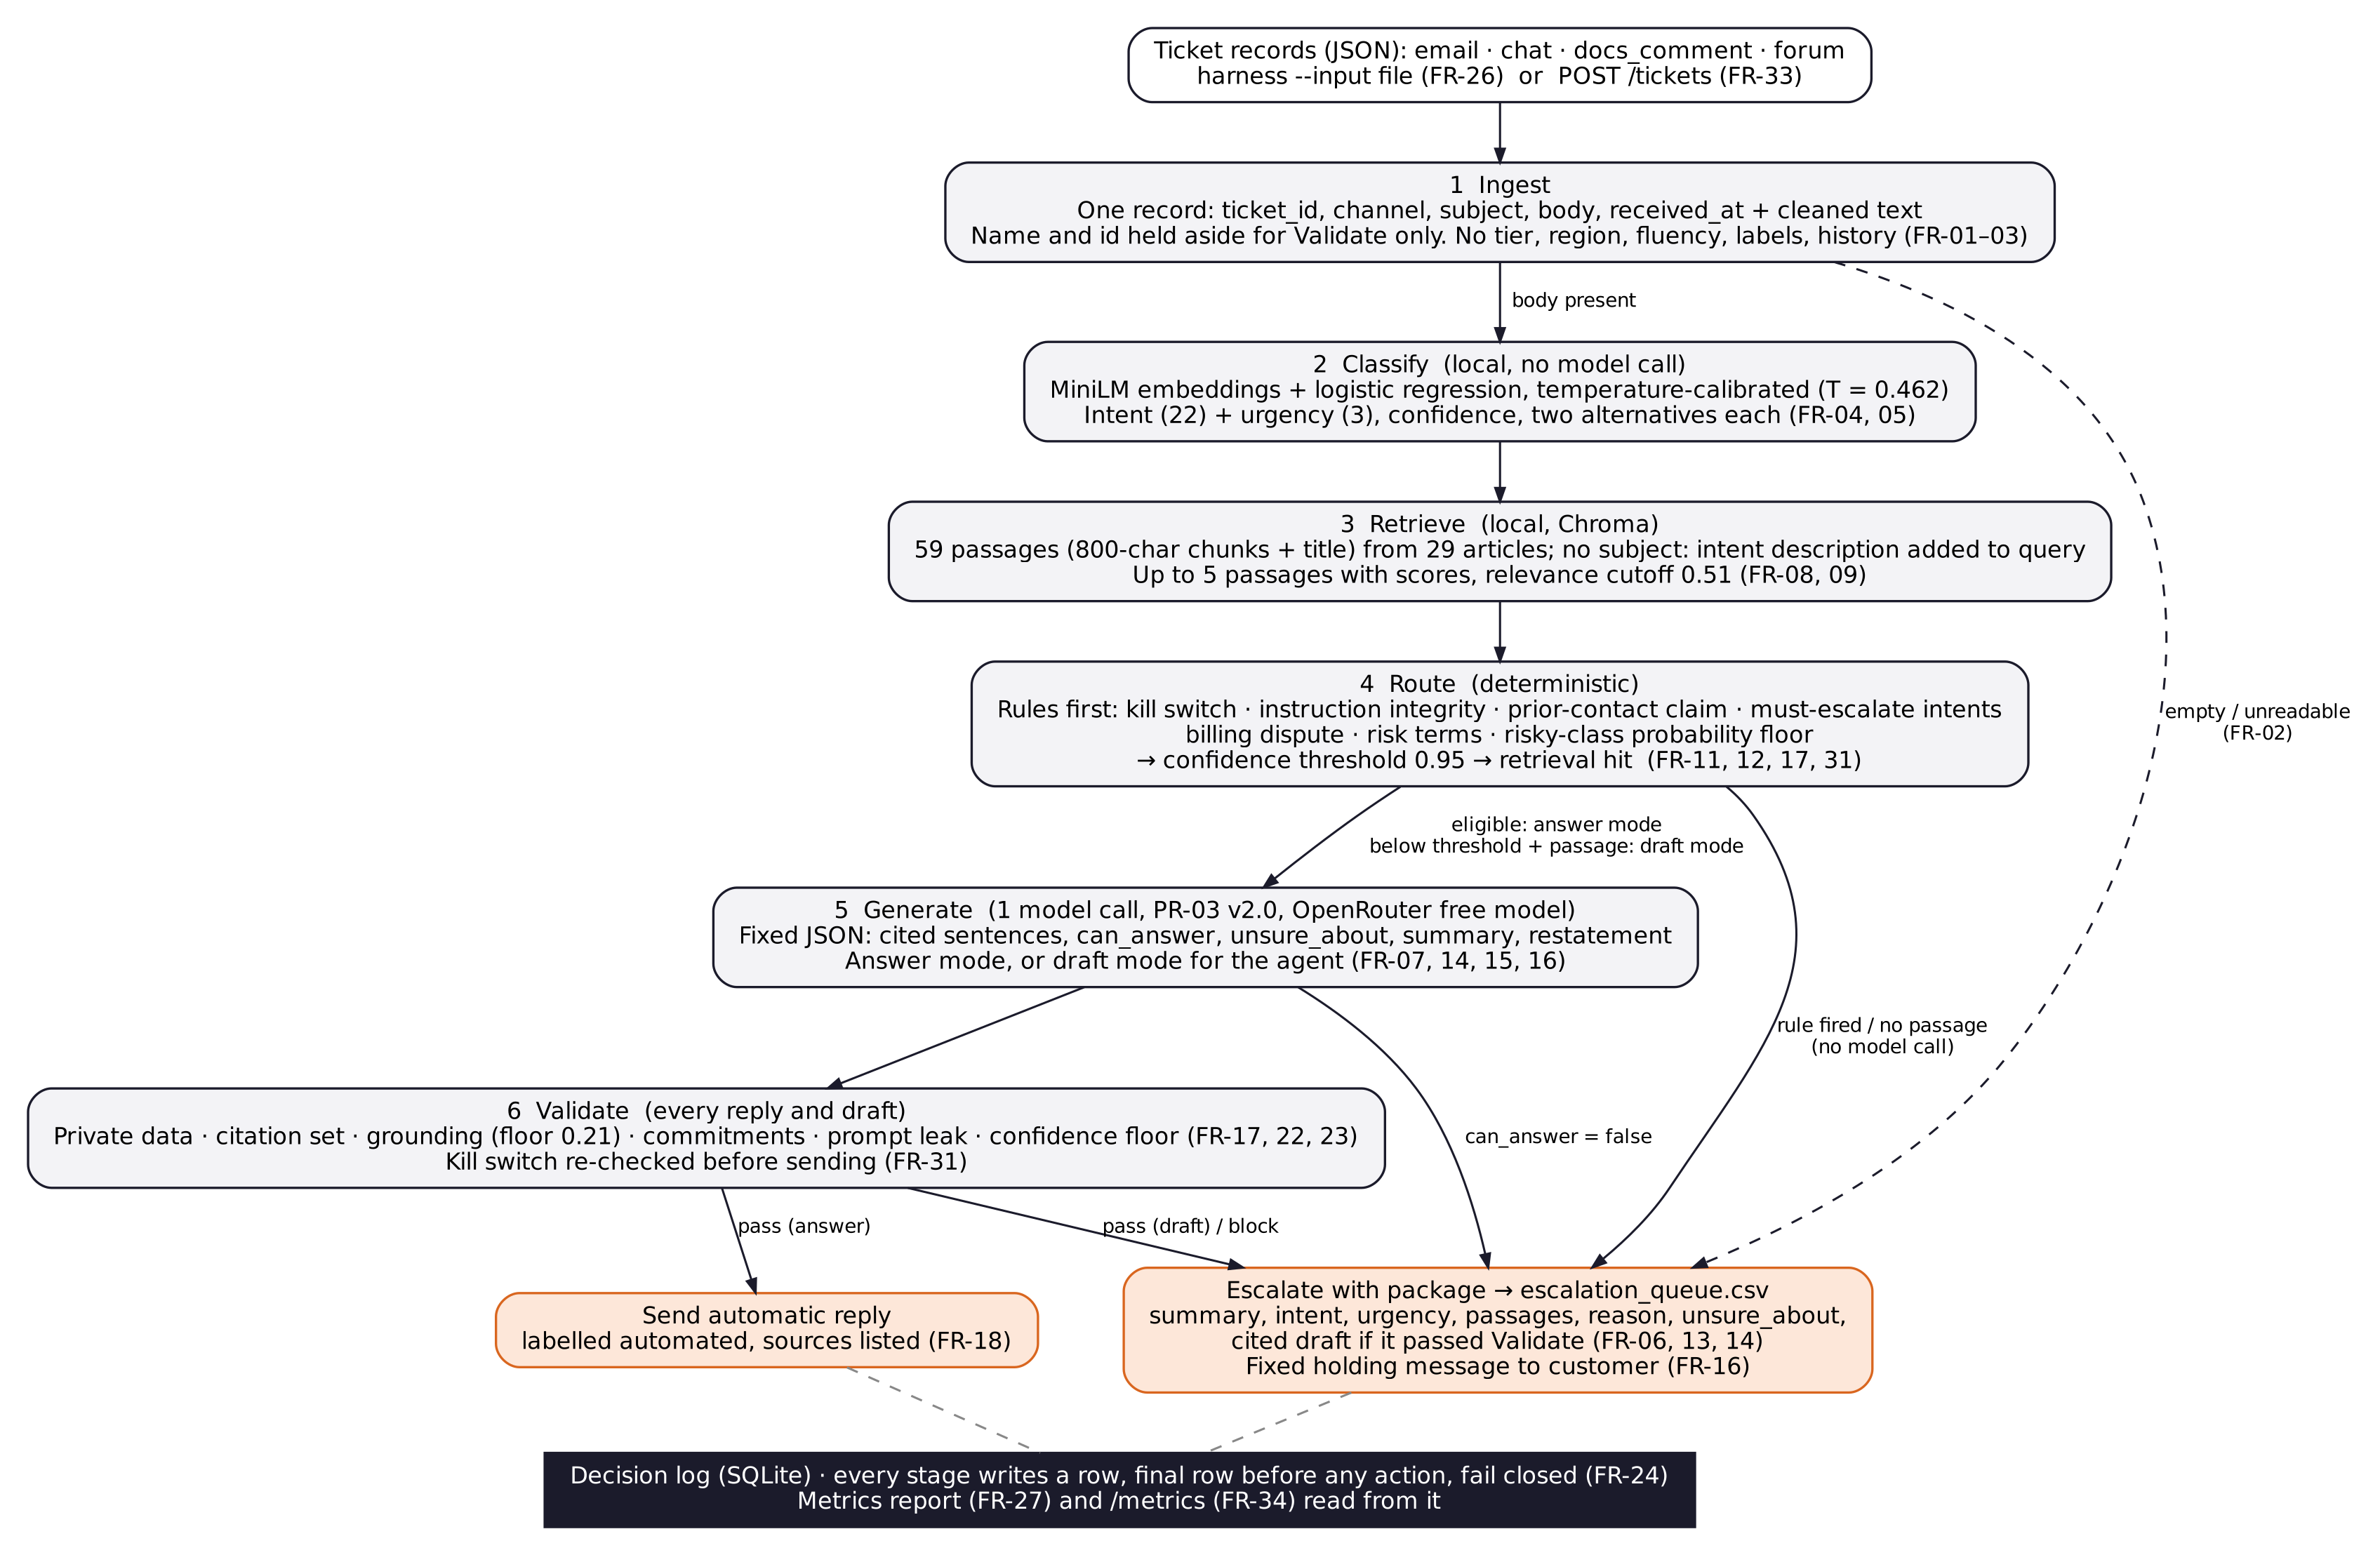 Ticket records (JSON): email · chat · docs_comment · forum
harness --input file (FR-26)  or  POST /tickets (FR-33)
1  Ingest
One record: ticket_id, channel, subject, body, received_at + cleaned text
Name and id held aside for Validate only. No tier, region, fluency, labels, history (FR-01–03)
body present
2  Classify  (local, no model call)
MiniLM embeddings + logistic regression, temperature-calibrated (T = 0.462)
Intent (22) + urgency (3), confidence, two alternatives each (FR-04, 05)
3  Retrieve  (local, Chroma)
59 passages (800-char chunks + title) from 29 articles; no subject: intent description added to query
Up to 5 passages with scores, relevance cutoff 0.51 (FR-08, 09)
4  Route  (deterministic)
Rules first: kill switch · instruction integrity · prior-contact claim · must-escalate intents
billing dispute · risk terms · risky-class probability floor
→ confidence threshold 0.95 → retrieval hit  (FR-11, 12, 17, 31)
empty / unreadable
(FR-02)
eligible: answer mode
below threshold + passage: draft mode
5  Generate  (1 model call, PR-03 v2.0, OpenRouter free model)
Fixed JSON: cited sentences, can_answer, unsure_about, summary, restatement
Answer mode, or draft mode for the agent (FR-07, 14, 15, 16)
rule fired / no passage
(no model call)
6  Validate  (every reply and draft)
Private data · citation set · grounding (floor 0.21) · commitments · prompt leak · confidence floor (FR-17, 22, 23)
Kill switch re-checked before sending (FR-31)
can_answer = false
pass (answer)
pass (draft) / block
Send automatic reply
labelled automated, sources listed (FR-18)
Escalate with package → escalation_queue.csv
summary, intent, urgency, passages, reason, unsure_about,
cited draft if it passed Validate (FR-06, 13, 14)
Fixed holding message to customer (FR-16)
Decision log (SQLite) · every stage writes a row, final row before any action, fail closed (FR-24)
Metrics report (FR-27) and /metrics (FR-34) read from it